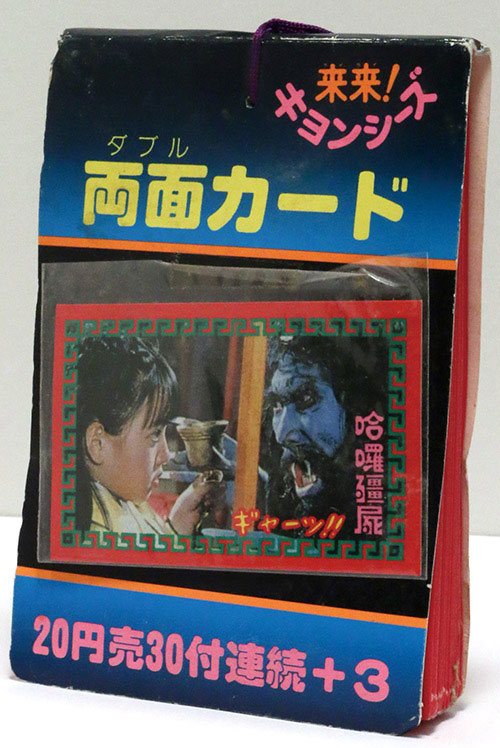 来来!
キョンシーズ
ダブル
両面カード
哈囉殭屍
ギャーッ!!
20円売30付連続+3